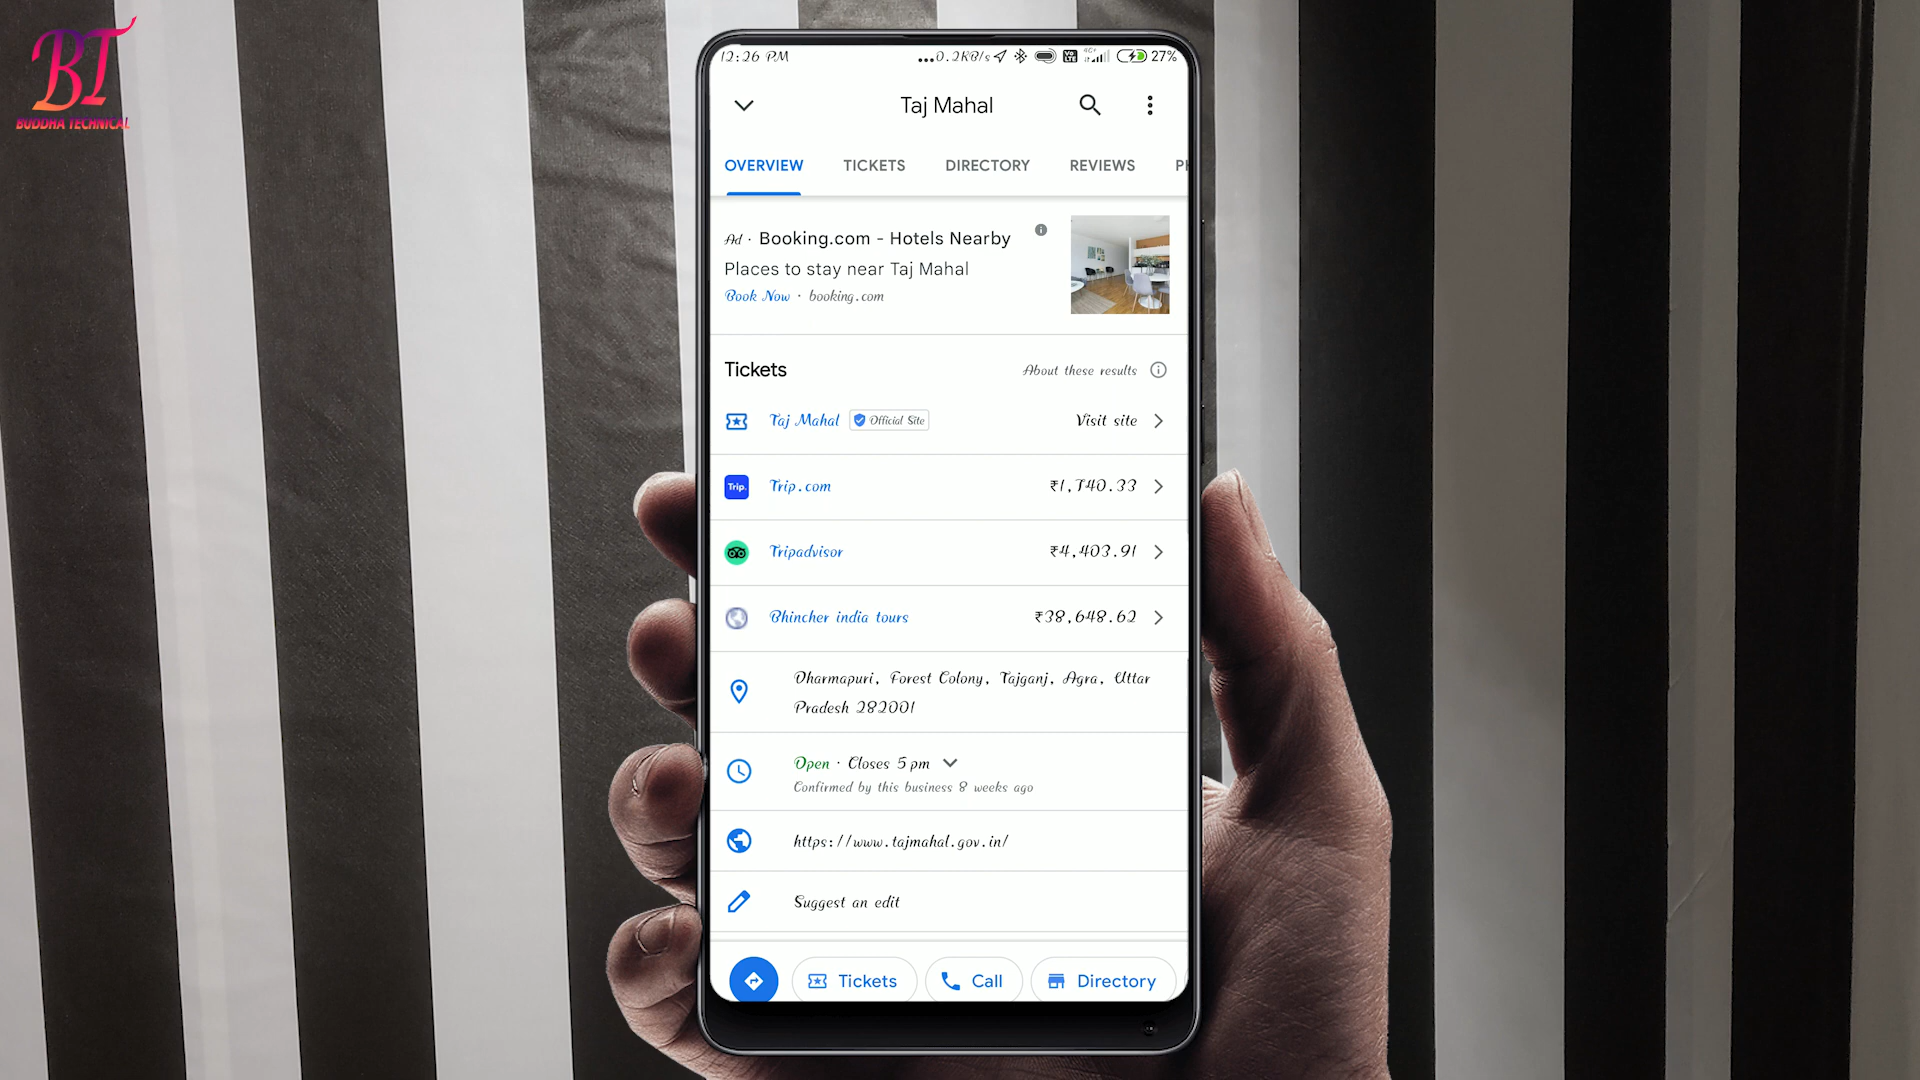 BT
BUDDHA TECHNICAL
12:26 PM
...0.2KB/s
Vo
LTE
4G+
27%
Taj Mahal
OVERVIEW
TICKETS
DIRECTORY
REVIEWS
Ad · Booking.com - Hotels Nearby
Places to stay near Taj Mahal
Book Now · booking.com
Tickets
About these results
Taj Mahal
Official Site
Visit site
Trip.
Trip.com
₹1,740.33
Tripadvisor
₹4,403.91
Bhincher india tours
₹38,648.62
Dharmapuri, Forest Colony, Tajganj, Agra, Uttar
Pradesh 282001
Open · Closes 5 pm
Confirmed by this business 8 weeks ago
https://www.tajmahal.gov.in/
Suggest an edit
Tickets
Call
Directory